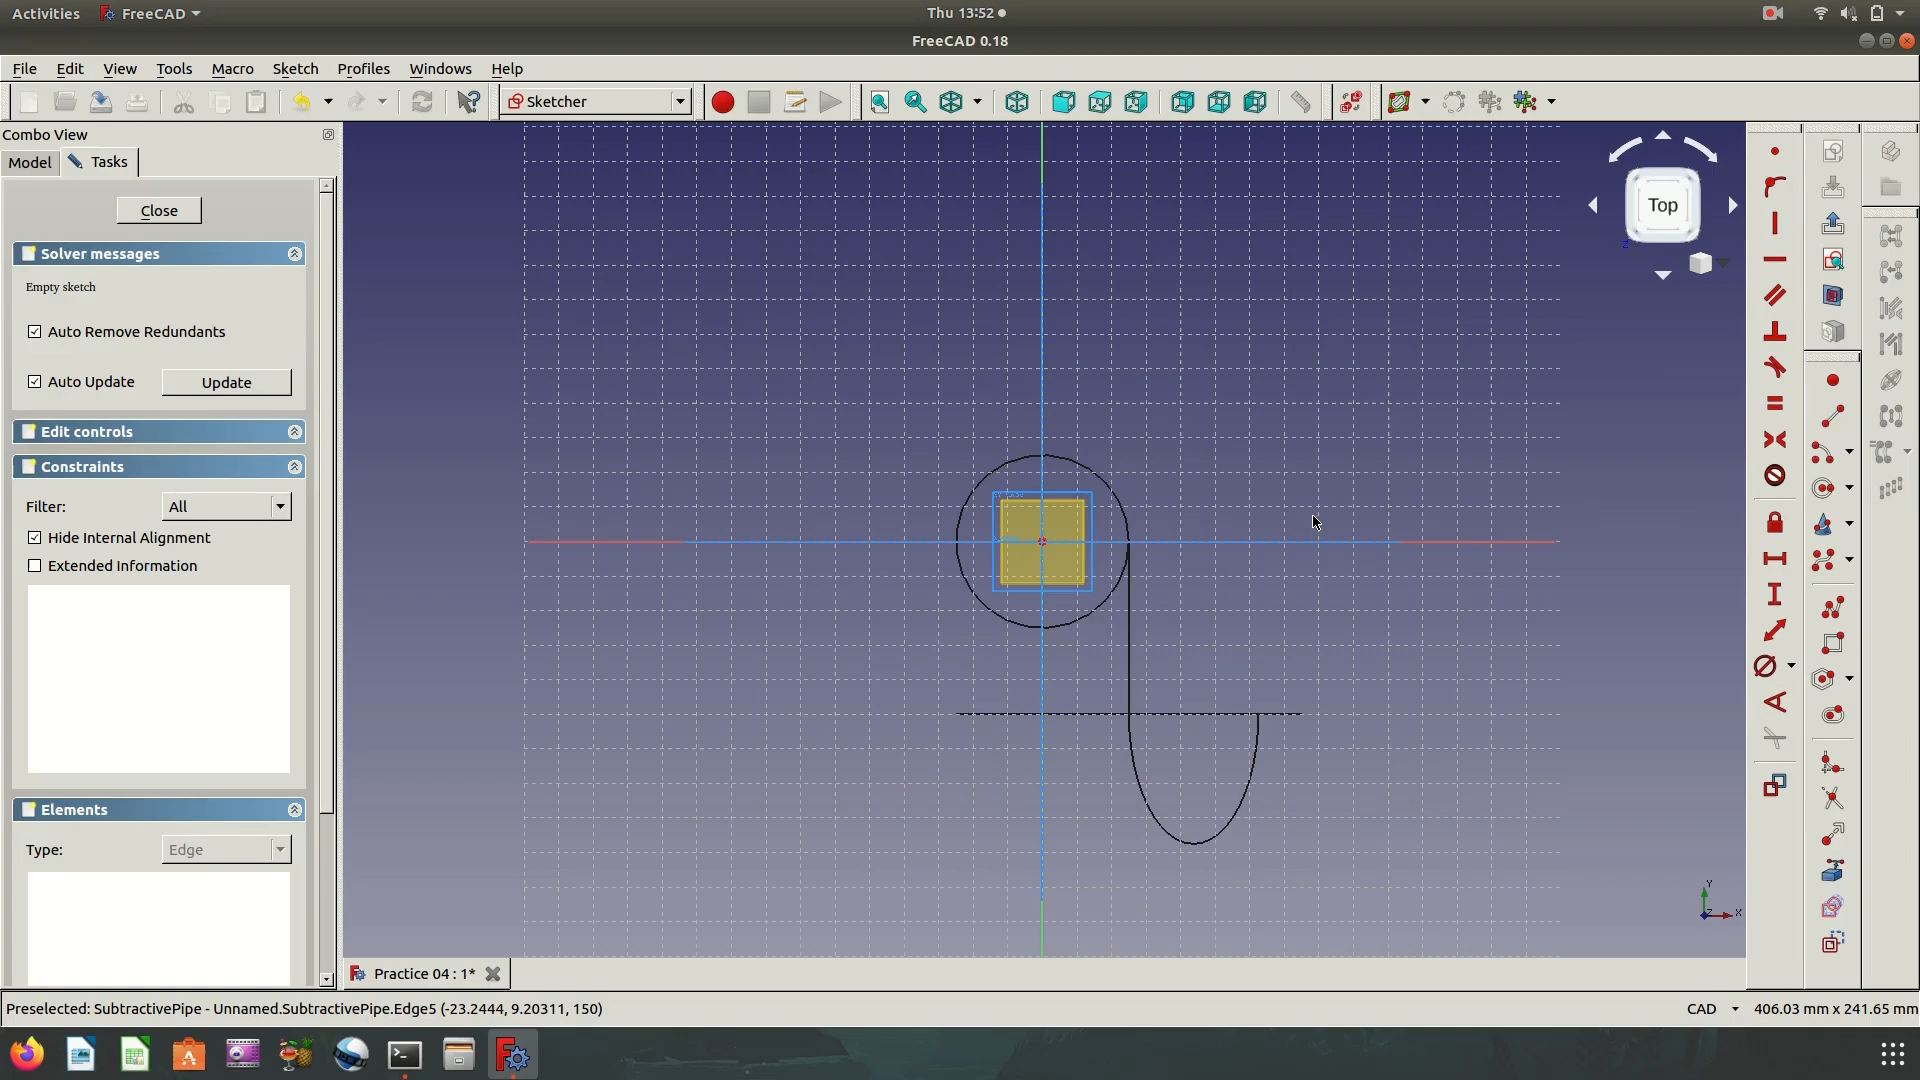 Activities FreeCAD Thu 13:52
FreeCAD 0.18
File Edit View Tools Macro Sketch Profiles Windows Help
Sketcher
Combo View
Model Tasks
Close
Solver messages
Empty sketch
Auto Remove Redundants
Auto Update Update
Edit controls
Constraints
Filter: All
Hide Internal Alignment
Extended Information
Elements
Type: Edge
Top
Y
Z X
Practice 04 : 1*
Preselected: SubtractivePipe - Unnamed.SubtractivePipe.Edge5 (-23.2444, 9.20311, 150) CAD 406.03 mm x 241.65 mm